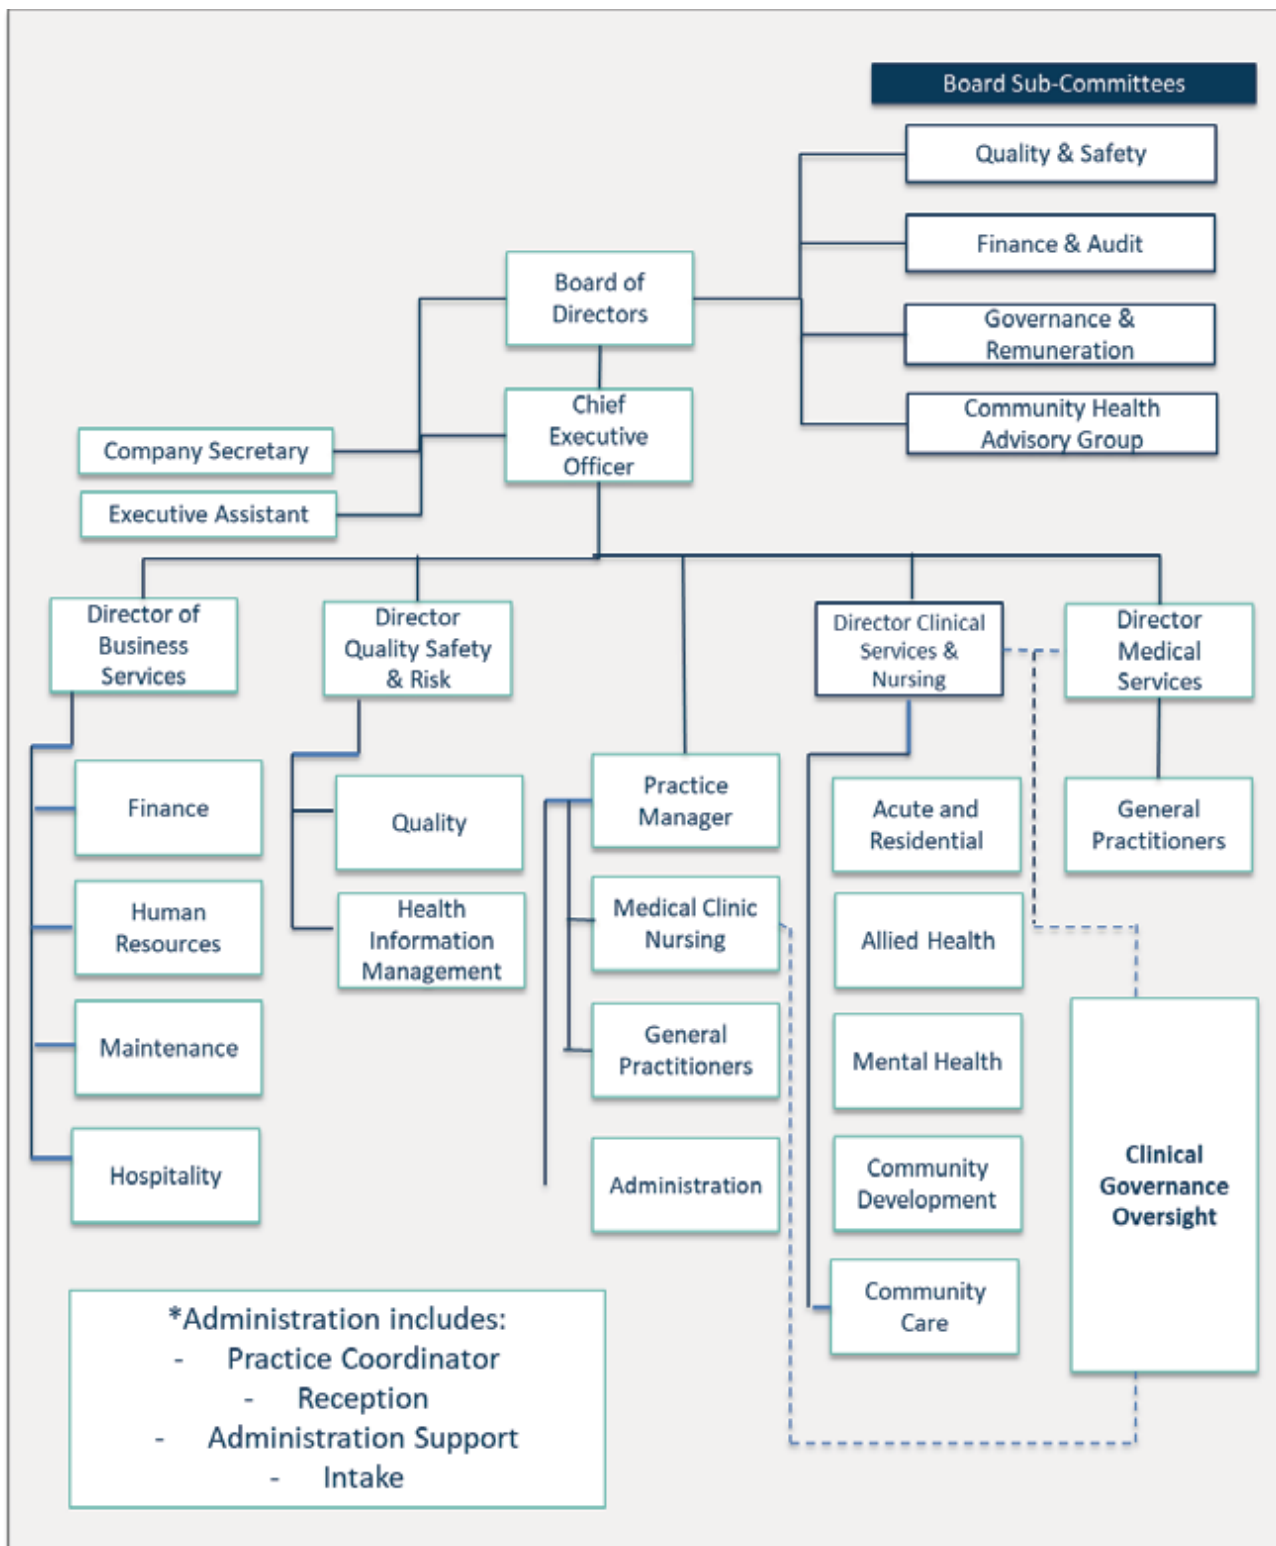 Board Sub-Committees
Quality & Safety
Finance & Audit
Board of
Directors
Governance &
Remuneration
Chief
Executive
Officer
Community Health
Advisory Group
Company Secretary
Executive Assistant
Director of
Business
Services
Director
Quality Safety
& Risk
Director Clinical
Services &
Nursing
Director
Medical
Services
Finance
Human
Resources
Maintenance
Hospitality
Quality
Health
Information
Management
Practice
Manager
Medical Clinic
Nursing
General
Practitioners
Administration
Acute and
Residential
Allied Health
Mental Health
Community
Development
Community
Care
General
Practitioners
Clinical
Governance
Oversight
*Administration includes:
- Practice Coordinator
- Reception
- Administration Support
- Intake